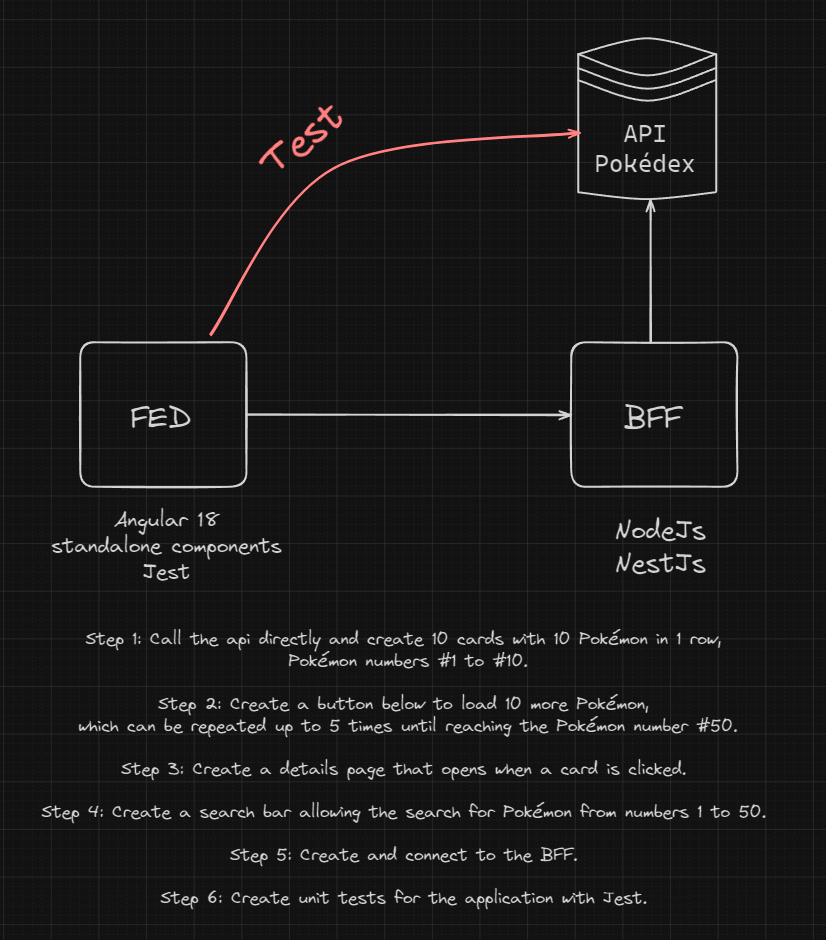 Test
API
Pokédex
FED
BFF
Angular 18
standalone components
Jest
NodeJs
NestJs
Step 1: Call the api directly and create 10 cards with 10 Pokémon in 1 row,
Pokémon numbers #1 to #10.
Step 2: Create a button below to load 10 more Pokémon,
which can be repeated up to 5 times until reaching the Pokémon number #50.
Step 3: Create a details page that opens when a card is clicked.
Step 4: Create a search bar allowing the search for Pokémon from numbers 1 to 50.
Step 5: Create and connect to the BFF.
Step 6: Create unit tests for the application with Jest.